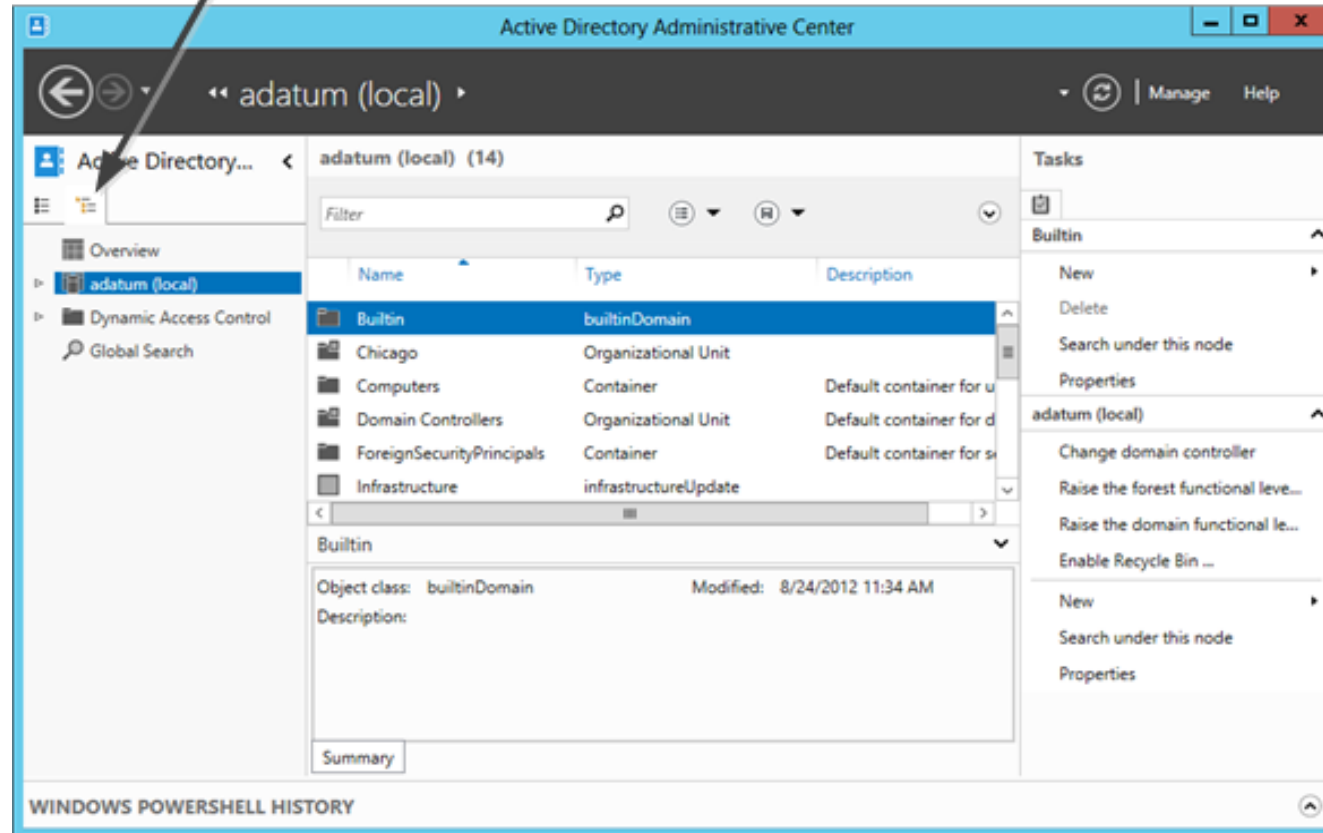 Active Directory Administrative Center
adatum (local)
Manage Help
Active Directory...
adatum (local) (14)
Tasks
Filter
Overview
adatum (local)
Dynamic Access Control
Global Search
Name Type Description
Builtin builtinDomain
Chicago Organizational Unit
Computers Container Default container for u
Domain Controllers Organizational Unit Default container for d
ForeignSecurityPrincipals Container Default container for s
Infrastructure infrastructureUpdate
Builtin
Object class: builtinDomain Modified: 8/24/2012 11:34 AM
Description:
Summary
Builtin
New
Delete
Search under this node
Properties
adatum (local)
Change domain controller
Raise the forest functional leve...
Raise the domain functional le...
Enable Recycle Bin ...
New
Search under this node
Properties
WINDOWS POWERSHELL HISTORY